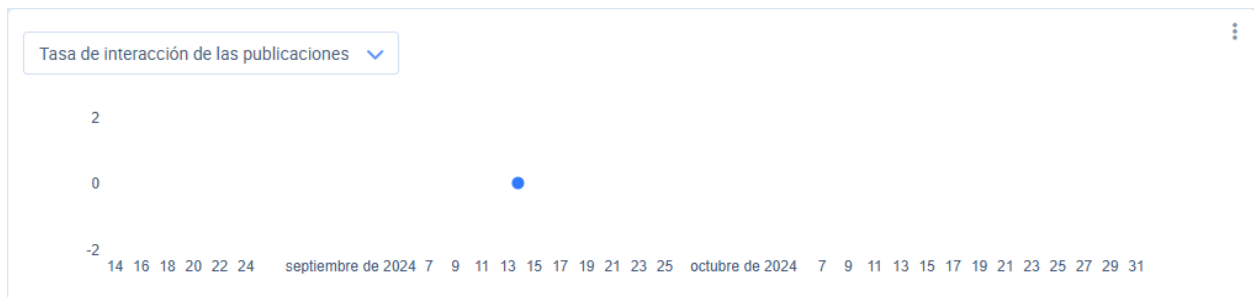 Tasa de interacción de las publicaciones
2
0
-2
14 16 18 20 22 24 septiembre de 2024 7 9 11 13 15 17 19 21 23 25 octubre de 2024 7 9 11 13 15 17 19 21 23 25 27 29 31